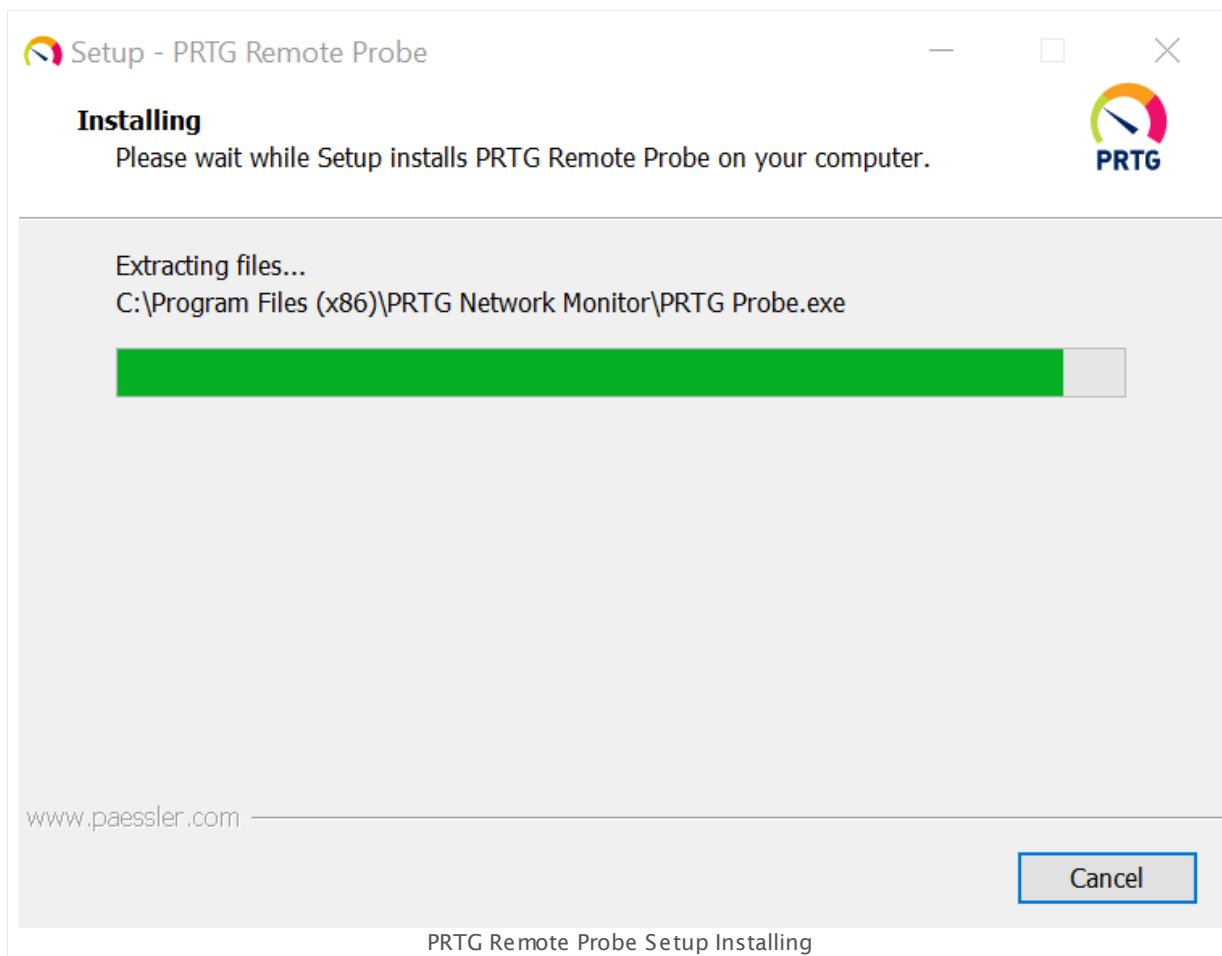 Setup - PRTG Remote Probe
Installing
Please wait while Setup installs PRTG Remote Probe on your computer.
PRTG
Extracting files...
C:\Program Files (x86)\PRTG Network Monitor\PRTG Probe.exe
www.paessler.com
Cancel
PRTG Remote Probe Setup Installing